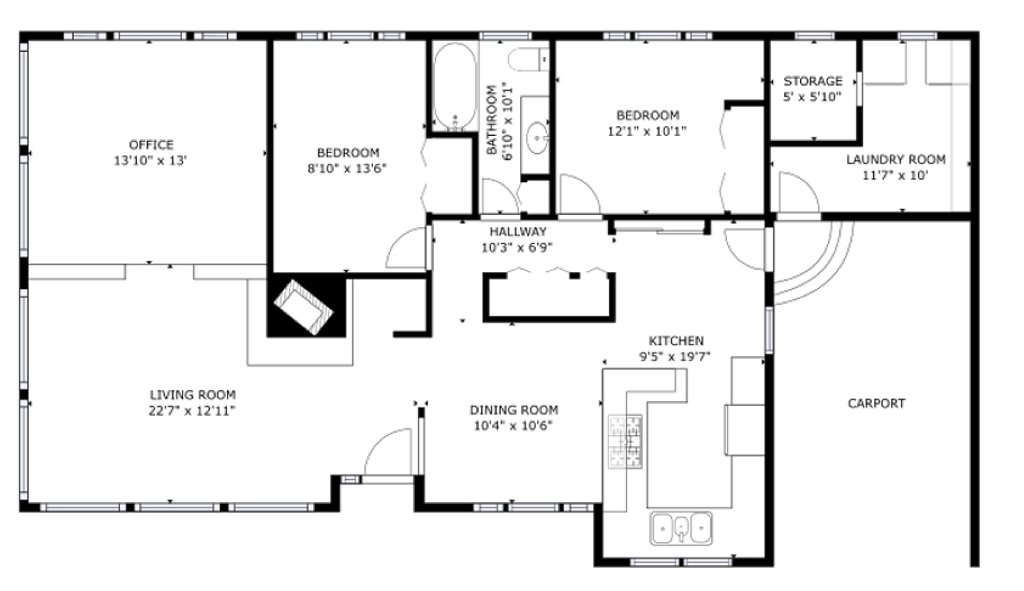 OFFICE
13'10" x 13'
BEDROOM
8'10" x 13'6"
BATHROOM
6'10" x 10'1"
BEDROOM
12'1" x 10'1"
STORAGE
5' x 5'10"
LAUNDRY ROOM
11'7" x 10'
HALLWAY
10'3" x 6'9"
KITCHEN
9'5" x 19'7"
LIVING ROOM
22'7" x 12'11"
DINING ROOM
10'4" x 10'6"
CARPORT